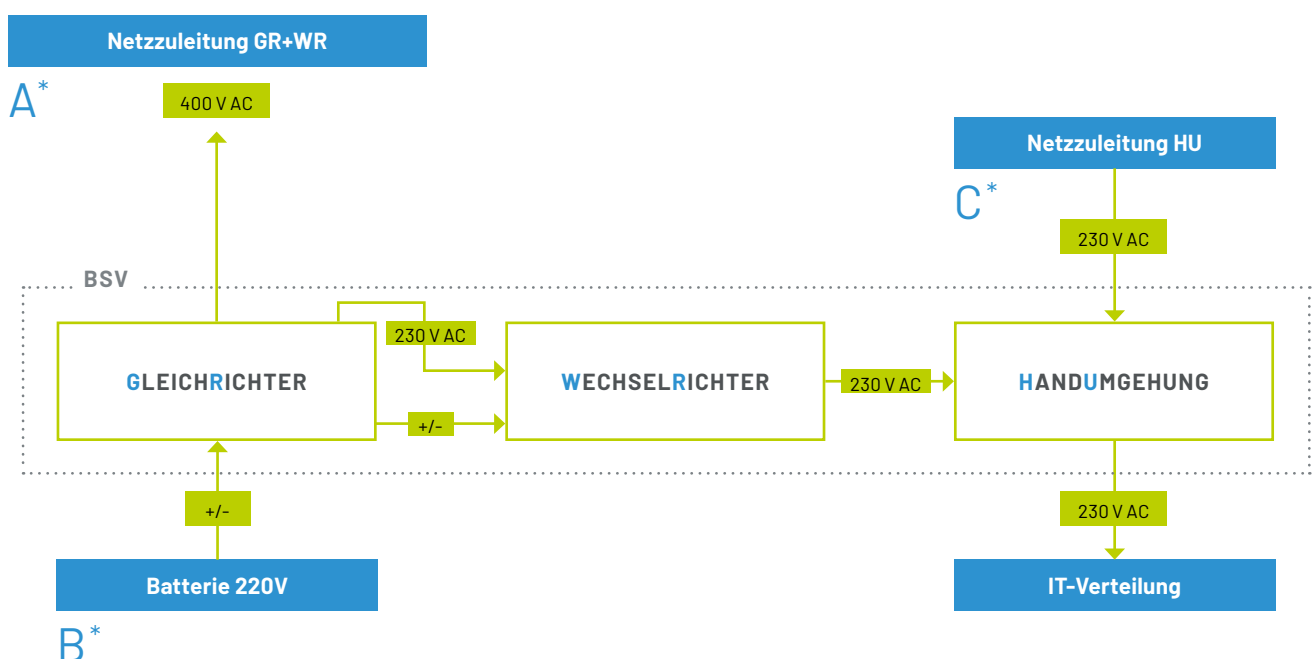 Netzzuleitung GR+WR
A*
400 V AC
Netzzuleitung HU
C*
230 V AC
BSV
230 V AC
GLEICHRICHTER
WECHSELRICHTER
230 V AC
HANDUMGEHUNG
+/-
+/-
230 V AC
Batterie 220V
IT-Verteilung
B*